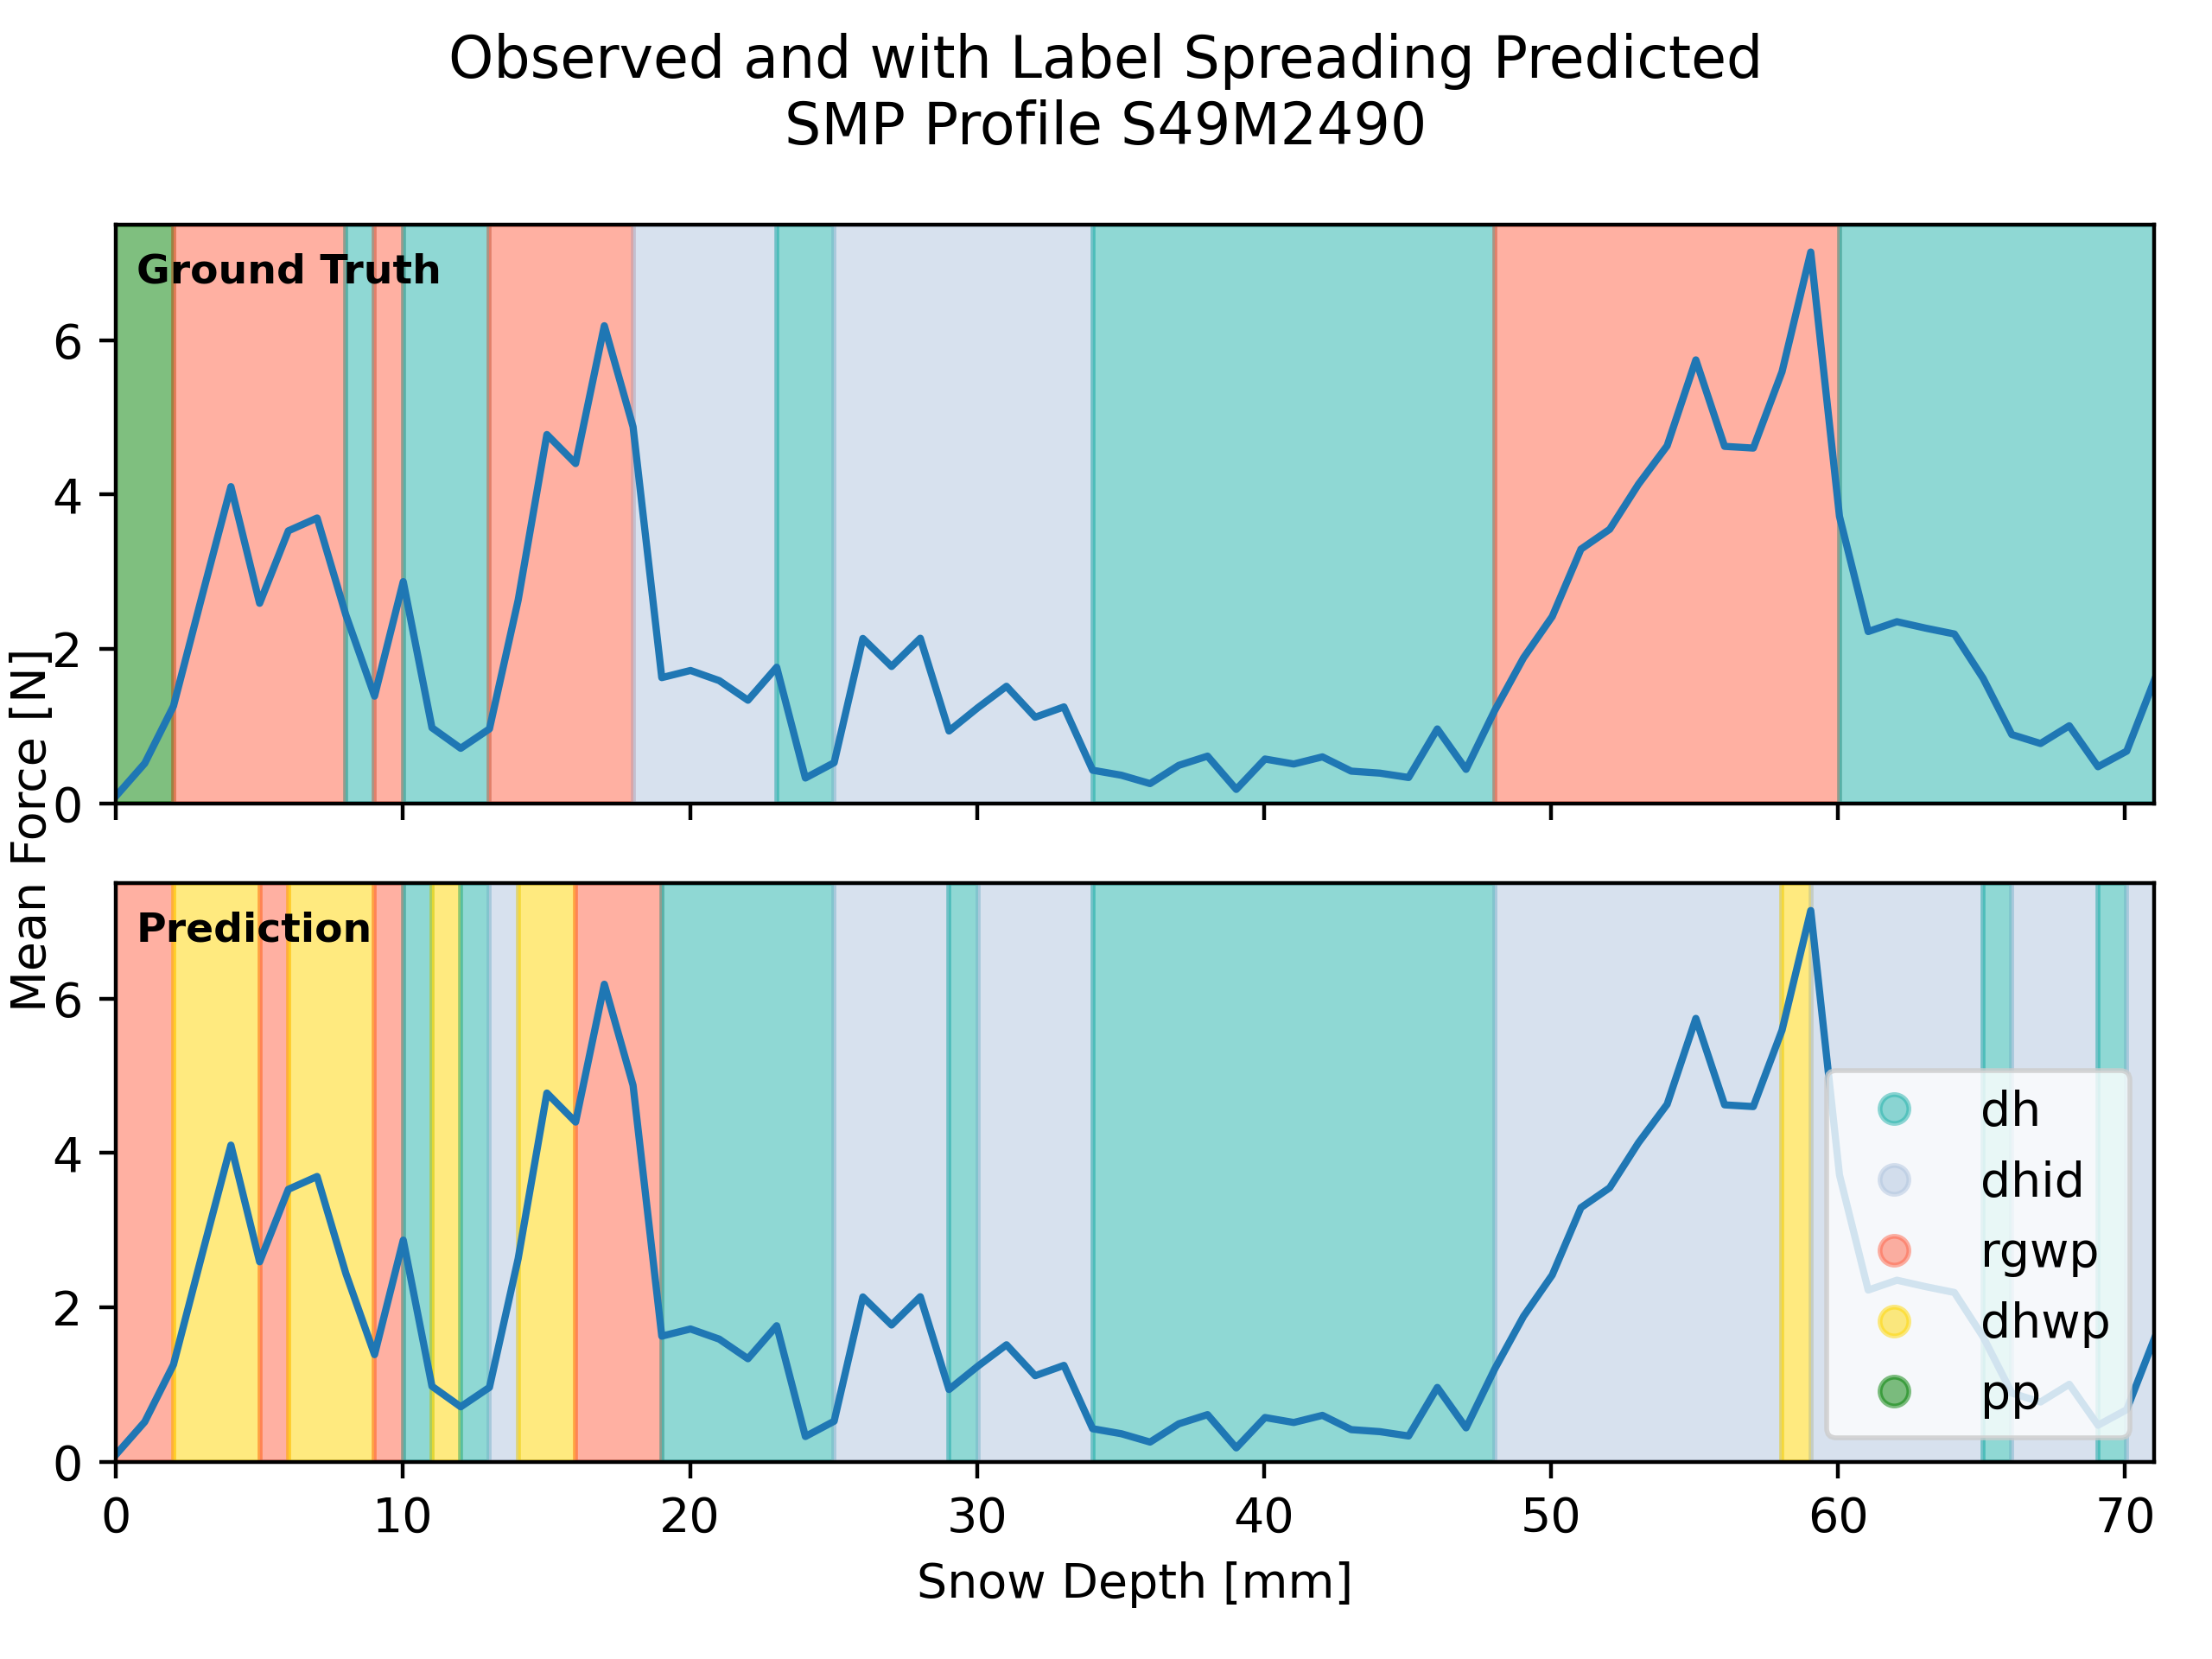 Observed and with Label Spreading Predicted
SMP Profile S49M2490
Ground Truth
6
4
2
0
Mean Force [N]
Prediction
6
4
2
0
dh
dhid
rgwp
dhwp
pp
0 10 20 30 40 50 60 70
Snow Depth [mm]